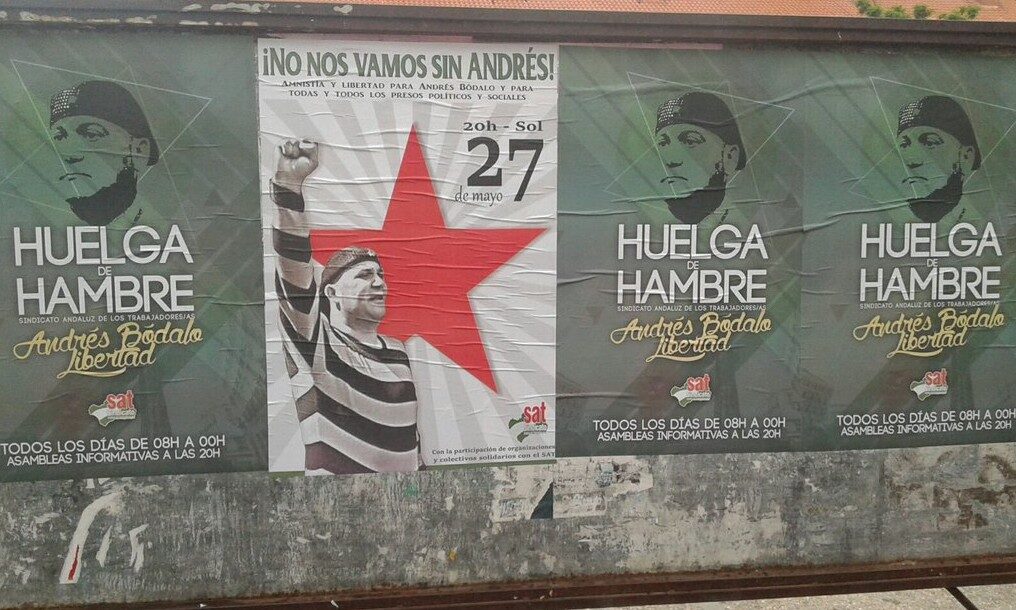 HUELGA
DE
HAMBRE
SINDICATO ANDALUZ DE LOS TRABAJADORES/AS
Andrés Bódalo
Libertad
sat
TODOS LOS DÍAS DE 08H A 00H
ASAMBLEAS INFORMATIVAS A LAS 20H
¡NO NOS VAMOS SIN ANDRÉS!
AMNISTÍA Y LIBERTAD PARA ANDRÉS BÓDALO Y PARA
TODAS Y TODOS LOS PRESOS POLÍTICOS Y SOCIALES
20h - Sol
27
de mayo
sat
Con la participación de organizaciones
y colectivos solidarios con el SAT
HUELGA
DE
HAMBRE
SINDICATO ANDALUZ DE LOS TRABAJADORES/AS
Andrés Bódalo
Libertad
sat
TODOS LOS DÍAS DE 08H A 00H
ASAMBLEAS INFORMATIVAS A LAS 20H
HUELGA
DE
HAMBRE
SINDICATO ANDALUZ DE LOS TRABAJADORES/AS
Andrés Bódalo
Libertad
sat
TODOS LOS DÍAS DE 08H A 00H
ASAMBLEAS INFORMATIVAS A LAS 20H